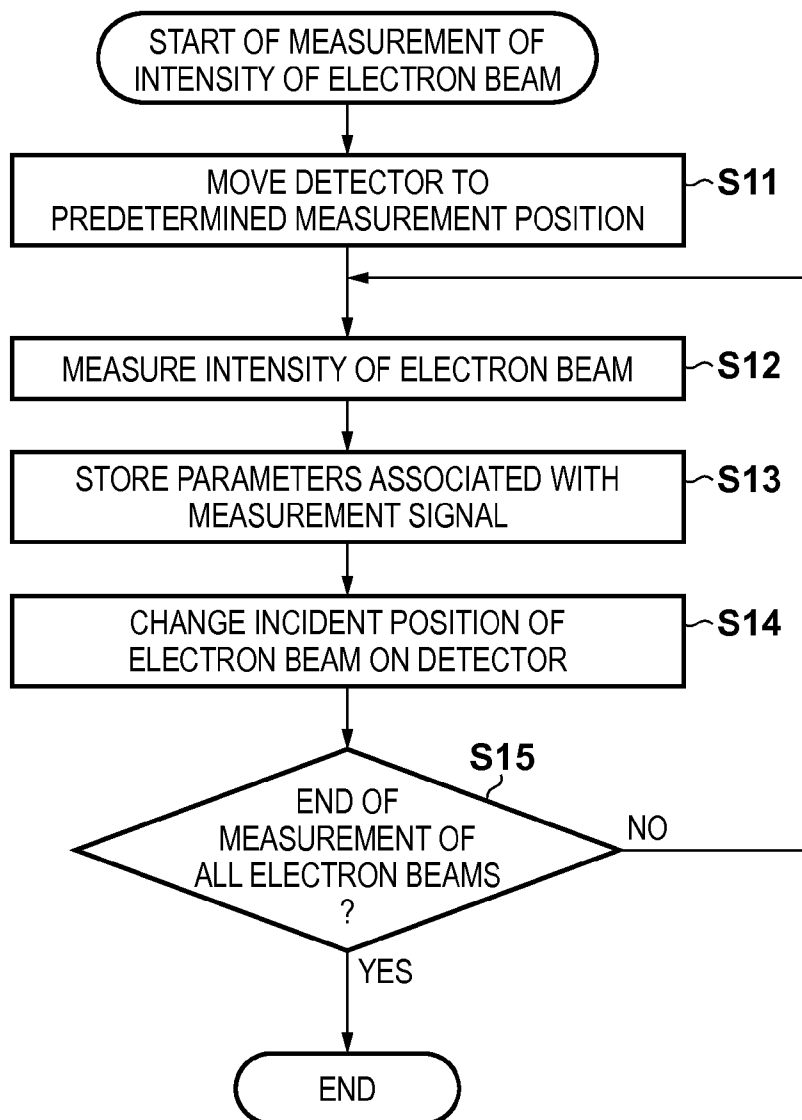 START OF MEASUREMENT OF
INTENSITY OF ELECTRON BEAM
MOVE DETECTOR TO
PREDETERMINED MEASUREMENT POSITION
S11
MEASURE INTENSITY OF ELECTRON BEAM
S12
STORE PARAMETERS ASSOCIATED WITH
MEASUREMENT SIGNAL
S13
CHANGE INCIDENT POSITION OF
ELECTRON BEAM ON DETECTOR
S14
S15
END OF
MEASUREMENT OF
ALL ELECTRON BEAMS
?
NO
YES
END